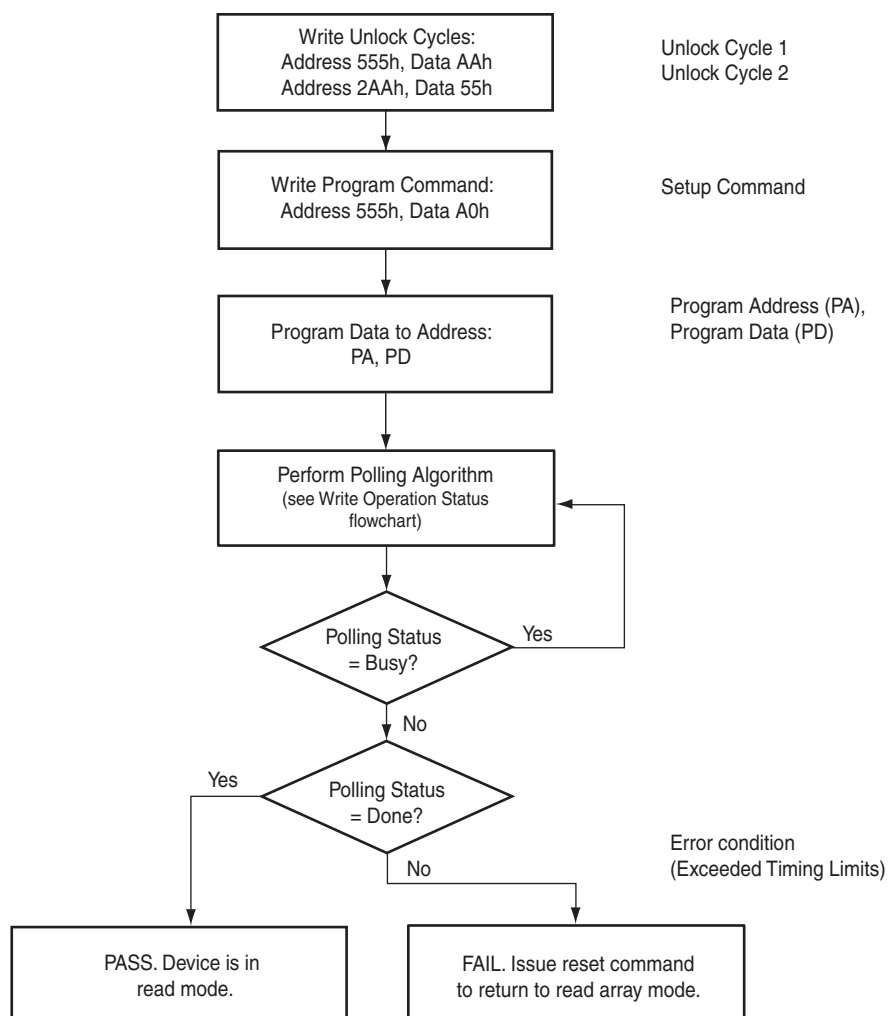 Write Unlock Cycles:
Address 555h, Data AAh
Address 2AAh, Data 55h
Unlock Cycle 1
Unlock Cycle 2
Write Program Command:
Address 555h, Data A0h
Setup Command
Program Data to Address:
PA, PD
Program Address (PA),
Program Data (PD)
Perform Polling Algorithm
(see Write Operation Status
flowchart)
Polling Status
= Busy?
Yes
No
Polling Status
= Done?
Yes
No
Error condition
(Exceeded Timing Limits)
PASS. Device is in
read mode.
FAIL. Issue reset command
to return to read array mode.